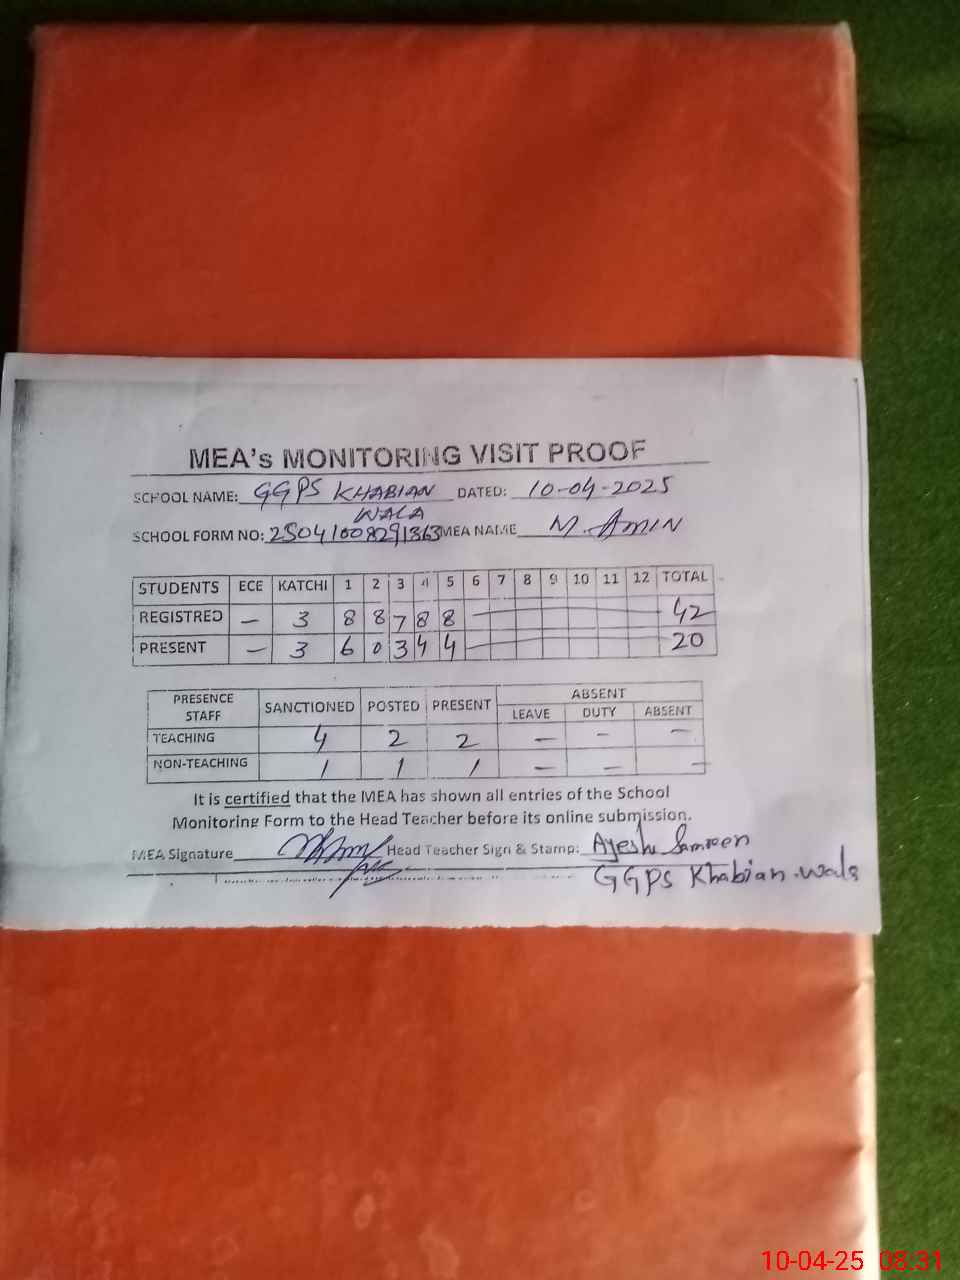 MEA's MONITORING VISIT PROOF
SCHOOL NAME: GGPS KHABIAN WALA DATED: 10-04-2025
SCHOOL FORM NO: MEA NAME M. AMIN
STUDENTS ECE KATCHI 1 2 3 4 5 6 7 8 9 10 11 12 TOTAL
REGISTRED — 3 8 8 7 8 8 42
PRESENT — 3 6 0 3 4 4 20
PRESENCE STAFF SANCTIONED POSTED PRESENT ABSENT
LEAVE DUTY ABSENT
TEACHING 4 2 2 — — —
NON-TEACHING 1 1 1 — — —
It is certified that the MEA has shown all entries of the School
Monitoring Form to the Head Teacher before its online submission.
MEA Signature Head Teacher Sign & Stamp: Ayesha Samreen
GGPS Khabian wala
10-04-25 08:31